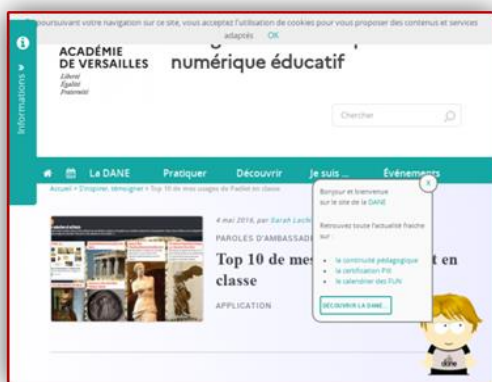 poursuivant votre navigation sur ce site, vous acceptez l'utilisation de cookies pour vous proposer des contenus et services
adaptés OK
Informations »
ACADÉMIE
DE VERSAILLES
Liberté
Égalité
Fraternité
numérique éducatif
Chercher
La DANE Pratiquer Découvrir Je suis ... Événements
Accueil > S'inspirer, témoigner > Top 10 de mes usages de Padlet en classe
4 mai 2016, par Sarah
PAROLES D'AMBASSAD
Top 10 de mes t en
classe
APPLICATION
Bonjour et bienvenue
sur le site de la DANE
Retrouvez toute l'actualité fraiche
sur :
la continuité pédagogique
la certification PIX
le calendrier des FUN
DÉCOUVRIR LA DANE...
X
dane